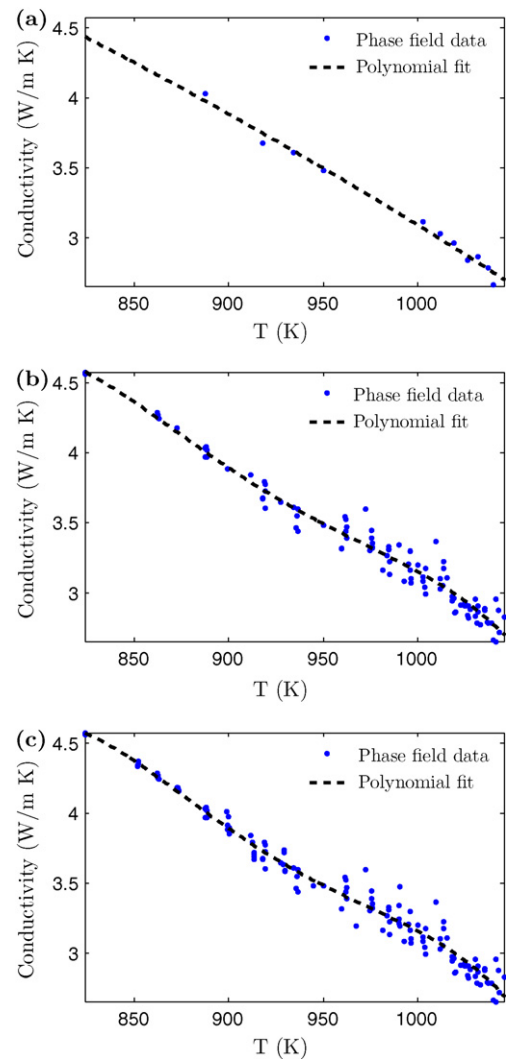 (a)
4.5
4
3.5
3
Conductivity (W/m K)
Phase field data
Polynomial fit
850 900 950 1000
T (K)
(b)
4.5
4
3.5
3
Conductivity (W/m K)
Phase field data
Polynomial fit
850 900 950 1000
T (K)
(c)
4.5
4
3.5
3
Conductivity (W/m K)
Phase field data
Polynomial fit
850 900 950 1000
T (K)